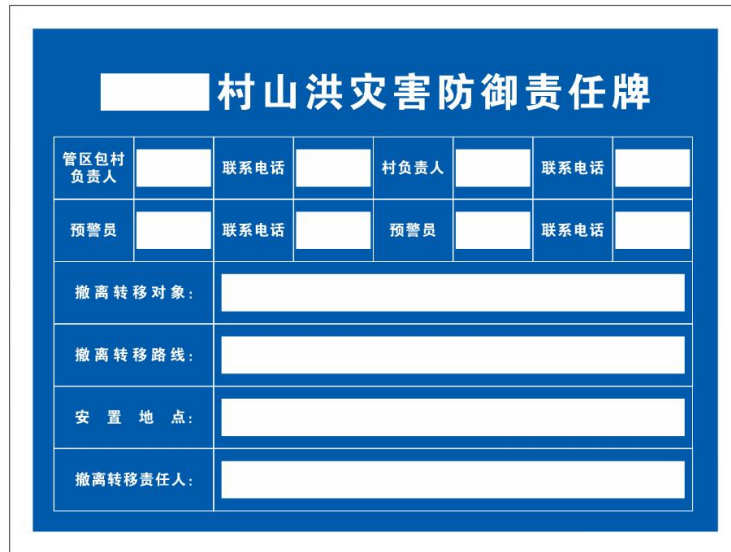 村山洪灾害防御责任牌
管区包村
负责人
联系电话
村负责人
联系电话
预警员
联系电话
预警员
联系电话
撤离转移对象：
撤离转移路线：
安置地点：
撤离转移责任人：